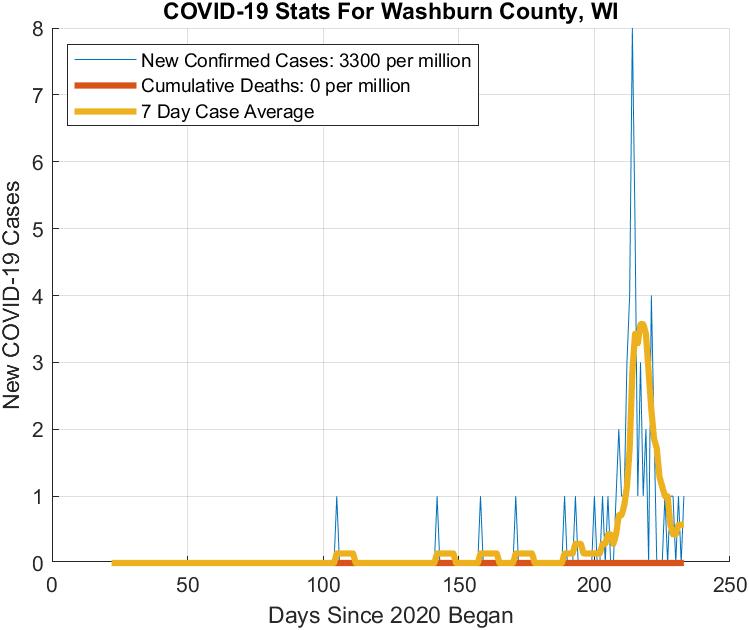 COVID-19 Stats For Washburn County, WI
New Confirmed Cases: 3300 per million
Cumulative Deaths: 0 per million
7 Day Case Average
New COVID-19 Cases
8
7
6
5
4
3
2
1
0
0 50 100 150 200 250
Days Since 2020 Began